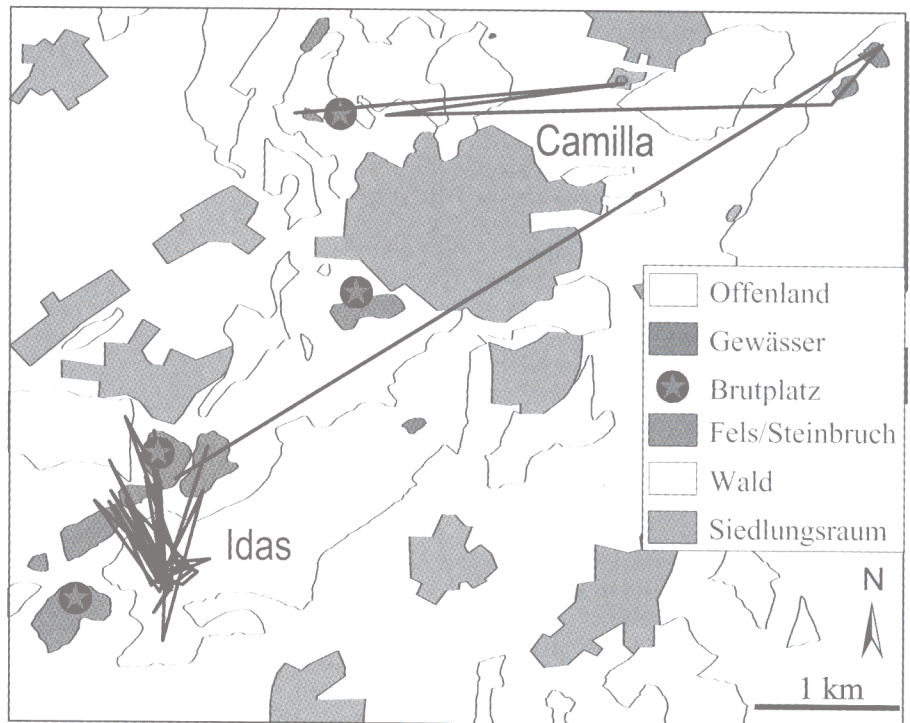 Camilla
Offenland
Gewässer
Brutplatz
Fels/Steinbruch
Wald
Siedlungsraum
Idas
N
1 km